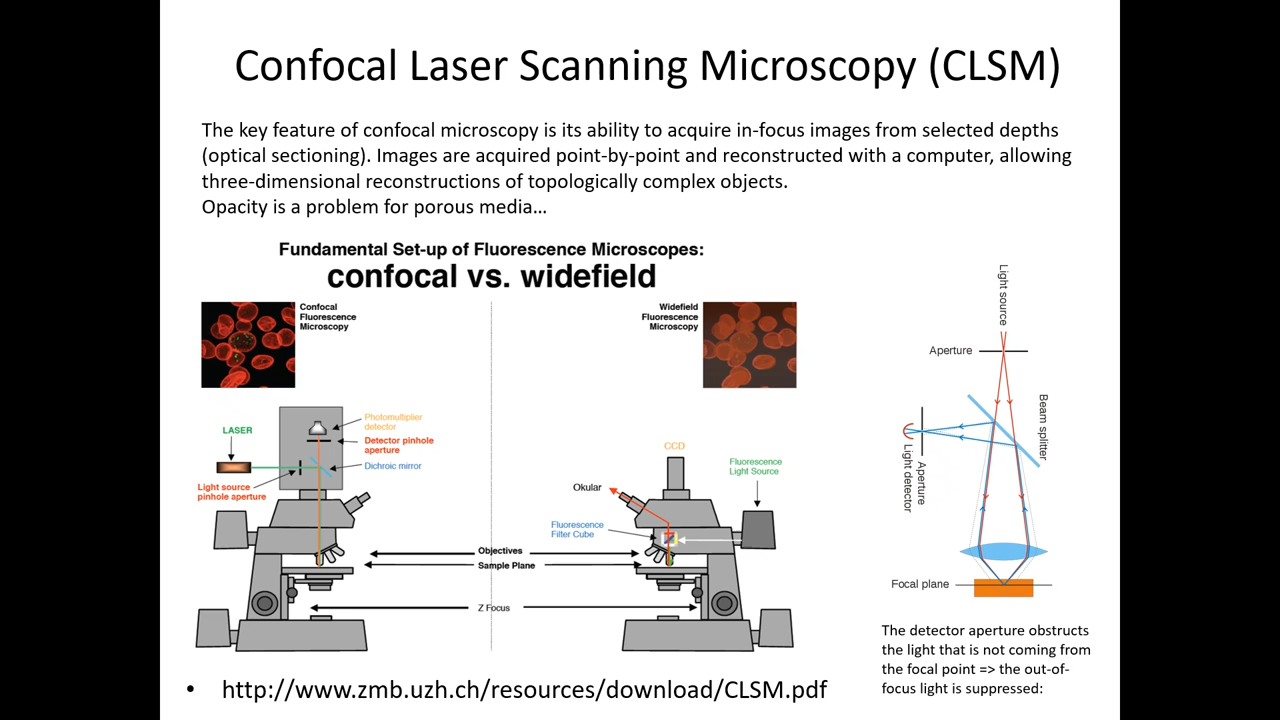 Confocal Laser Scanning Microscopy (CLSM)
The key feature of confocal microscopy is its ability to acquire in-focus images from selected depths
(optical sectioning). Images are acquired point-by-point and reconstructed with a computer, allowing
three-dimensional reconstructions of topologically complex objects.
Opacity is a problem for porous media…
Fundamental Set-up of Fluorescence Microscopes:
confocal vs. widefield
Confocal
Fluorescence
Microscopy
Widefield
Fluorescence
Microscopy
LASER
Photomultiplier
detector
Detector pinhole
aperture
Dichroic mirror
Light source
pinhole aperture
CCD
Fluorescence
Light Source
Okular
Fluorescence
Filter Cube
Objectives
Sample Plane
Z Focus
Light source
Aperture
Beam splitter
Aperture
Light detector
Focal plane
The detector aperture obstructs
the light that is not coming from
the focal point => the out-of-
focus light is suppressed:
• http://www.zmb.uzh.ch/resources/download/CLSM.pdf